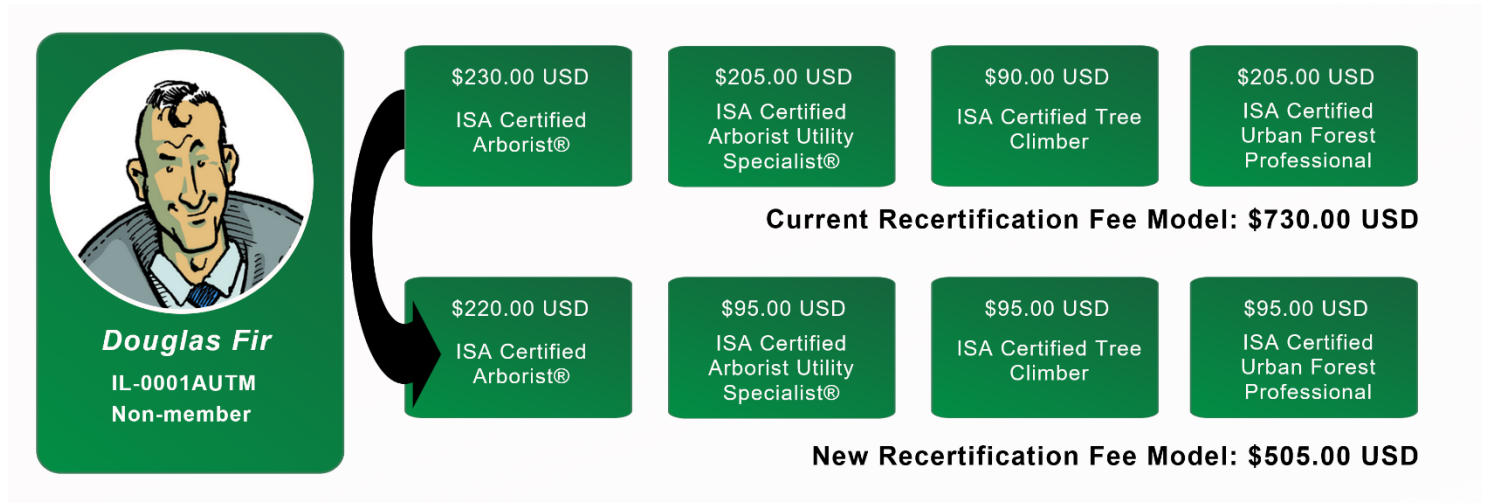 Douglas Fir
IL-0001AUTM
Non-member
$230.00 USD
ISA Certified
Arborist®
$205.00 USD
ISA Certified
Arborist Utility
Specialist®
$90.00 USD
ISA Certified Tree
Climber
$205.00 USD
ISA Certified
Urban Forest
Professional
Current Recertification Fee Model: $730.00 USD
$220.00 USD
ISA Certified
Arborist®
$95.00 USD
ISA Certified
Arborist Utility
Specialist®
$95.00 USD
ISA Certified Tree
Climber
$95.00 USD
ISA Certified
Urban Forest
Professional
New Recertification Fee Model: $505.00 USD